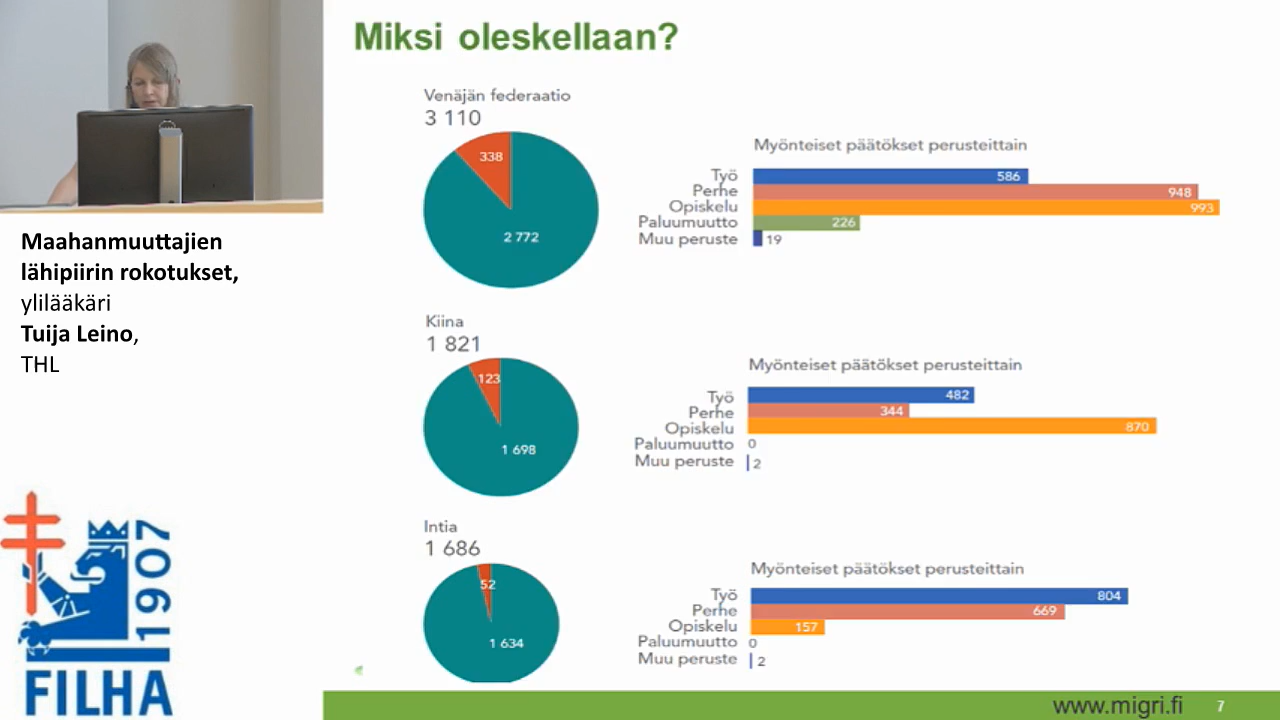 Miksi oleskellaan?
Venäjän federaatio
3 110
338
2 772
Myönteiset päätökset perusteittain
Työ 586
Perhe 948
Opiskelu 993
Paluumuutto 226
Muu peruste 19
Maahanmuuttajien
lähipiirin rokotukset,
ylilääkäri
Tuija Leino,
THL
Kiina
1 821
123
1 698
Myönteiset päätökset perusteittain
Työ 482
Perhe 344
Opiskelu 870
Paluumuutto 0
Muu peruste 2
Intia
1 686
52
1 634
Myönteiset päätökset perusteittain
Työ 804
Perhe 669
Opiskelu 157
Paluumuutto 0
Muu peruste 2
1907
FILHA
www.migri.fi 7